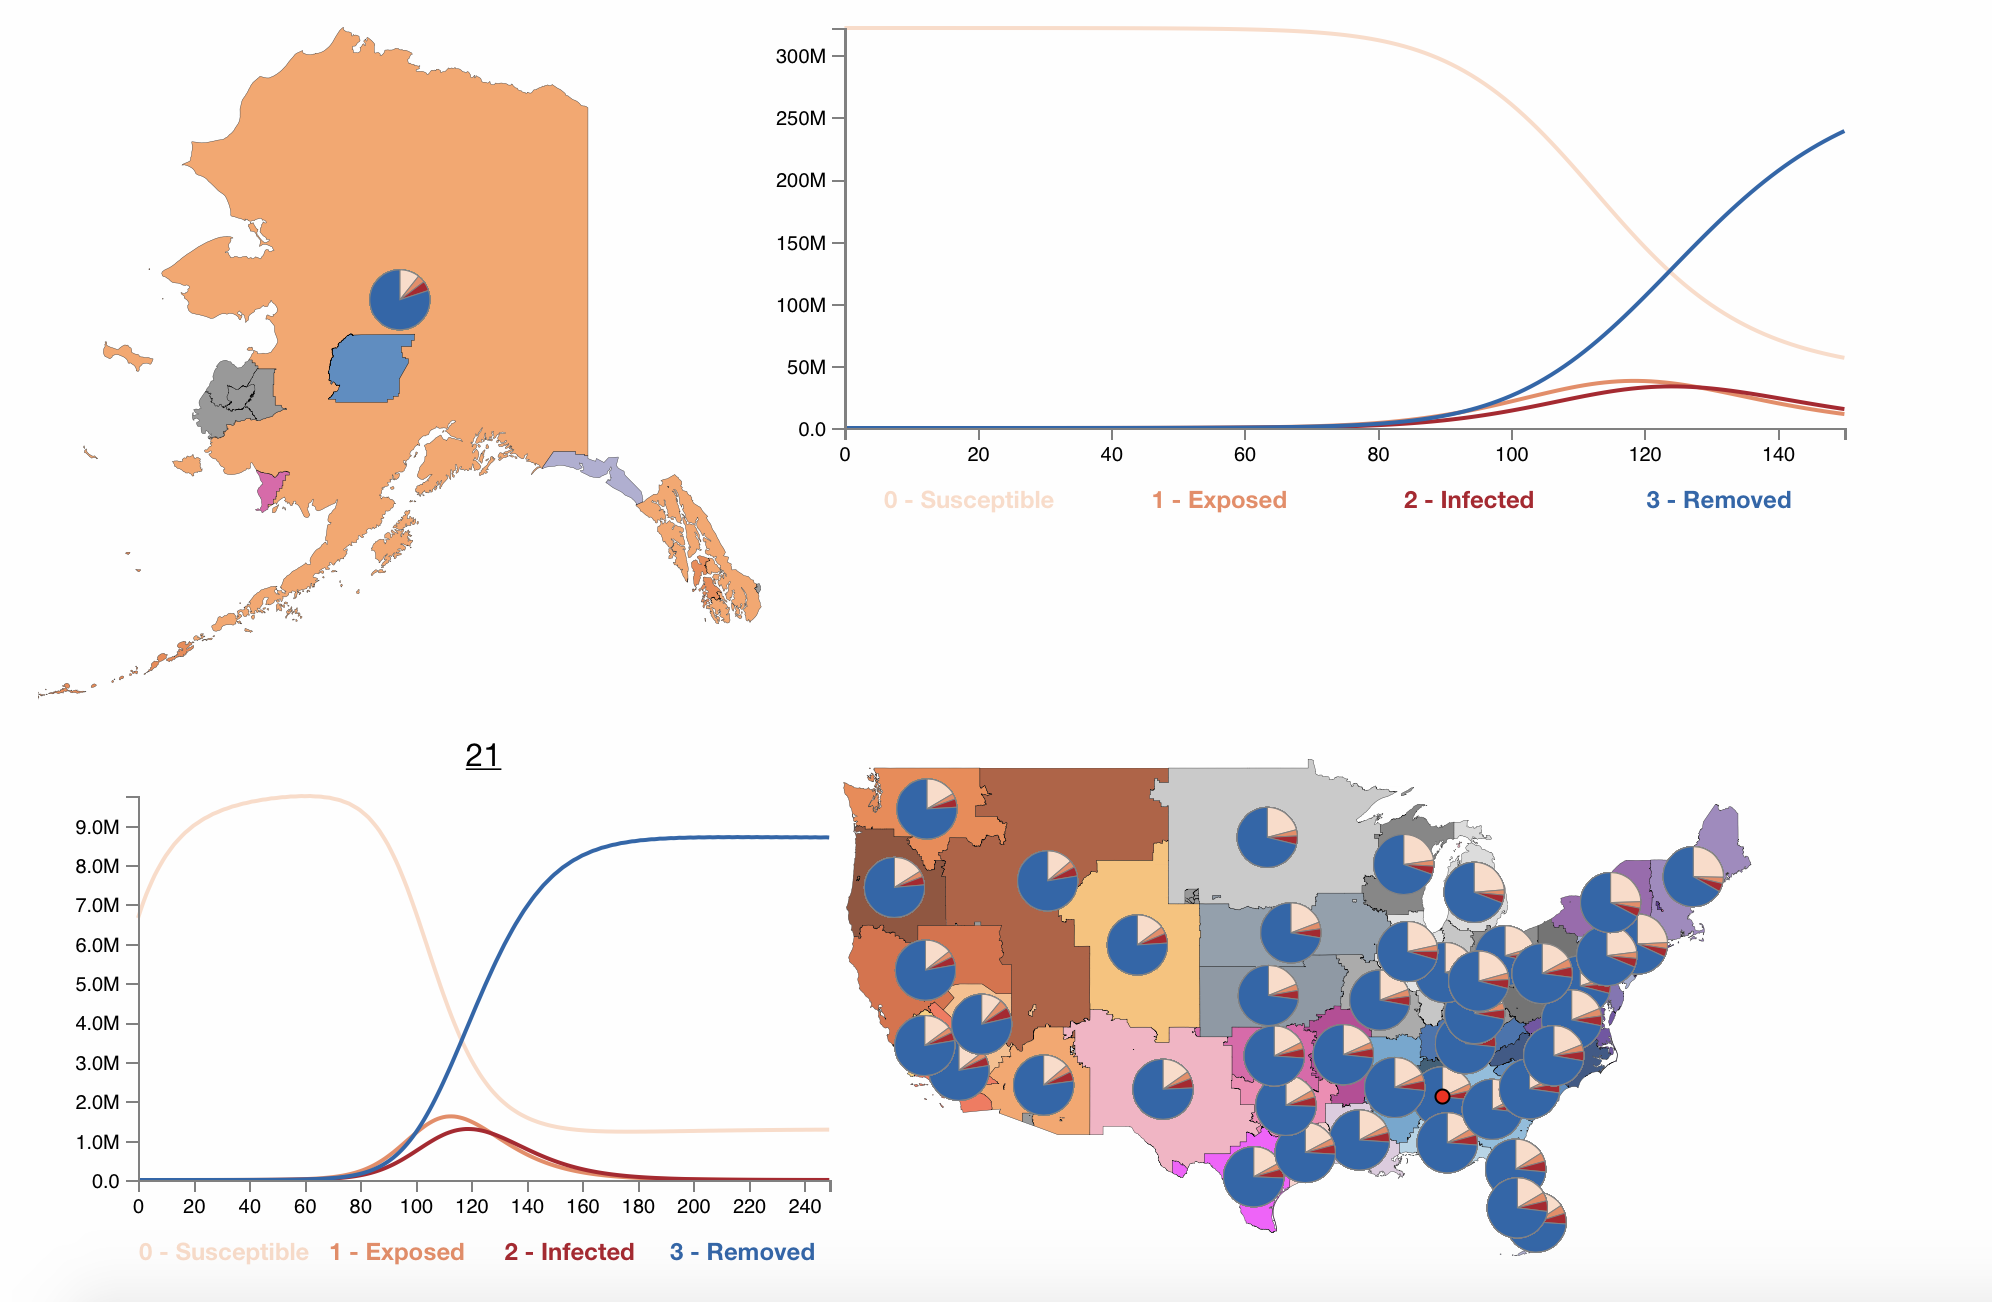 300M
250M
200M
150M
100M
50M
0.0
0 20 40 60 80 100 120 140
0 - Susceptible 1 - Exposed 2 - Infected 3 - Removed
21
9.0M
8.0M
7.0M
6.0M
5.0M
4.0M
3.0M
2.0M
1.0M
0.0
0 20 40 60 80 100 120 140 160 180 200 220 240
0 - Susceptible 1 - Exposed 2 - Infected 3 - Removed